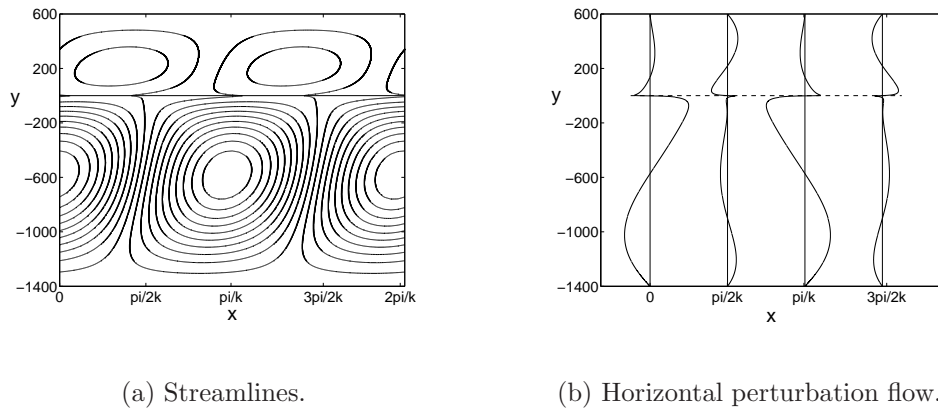 600
200
y
−200
−600
−1000
−1400
0
pi/2k
pi/k
3pi/2k
2pi/k
x
(a) Streamlines.
600
200
y
−200
−600
−1000
−1400
0
pi/2k
pi/k
3pi/2k
x
(b) Horizontal perturbation flow.